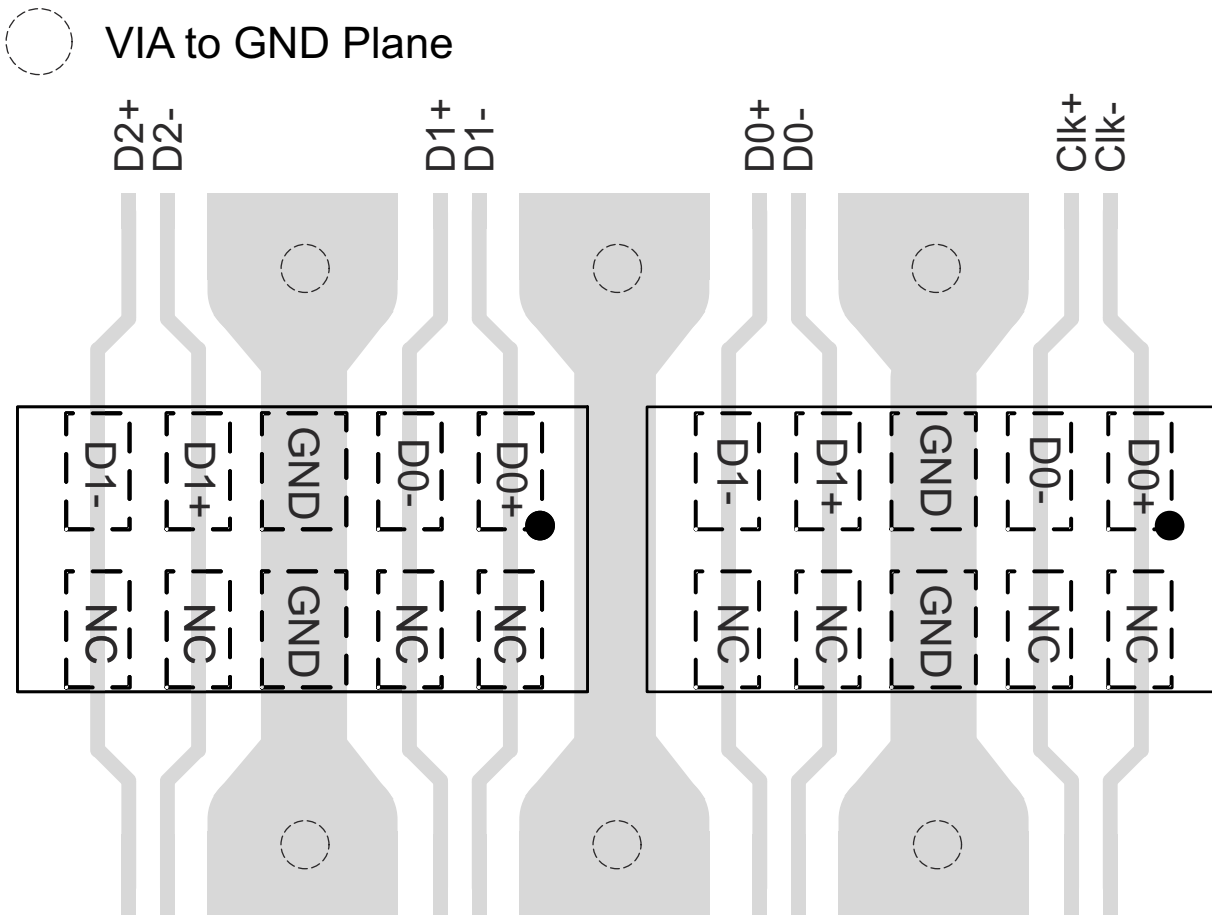 VIA to GND Plane
D2+
D2-
D1+
D1-
D0+
D0-
Clk+
Clk-
D1-
D1+
GND
D0-
D0+
D1-
D1+
GND
D0-
D0+
NC
NC
GND
NC
NC
NC
NC
GND
NC
NC